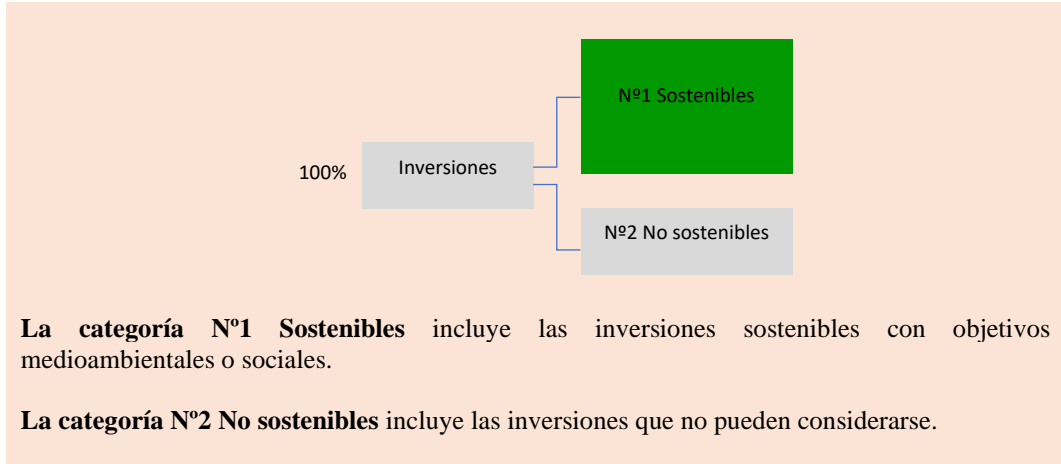 Nº1 Sostenibles
100%
Inversiones
Nº2 No sostenibles
La categoría Nº1 Sostenibles incluye las inversiones sostenibles con objetivos
medioambientales o sociales.
La categoría Nº2 No sostenibles incluye las inversiones que no pueden considerarse.